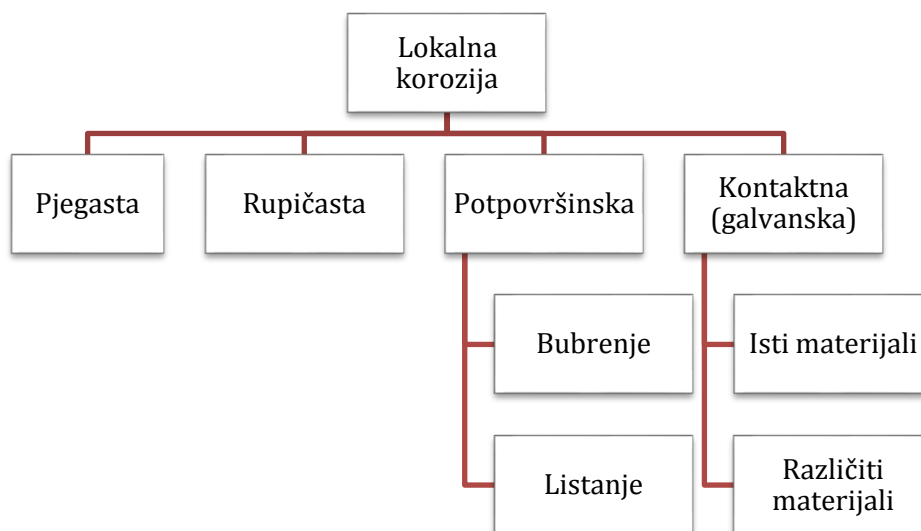 Lokalna
korozija
Pjegasta
Rupičasta
Potpovršinska
Kontaktna
(galvanska)
Bubrenje
Isti materijali
Listanje
Različiti
materijali